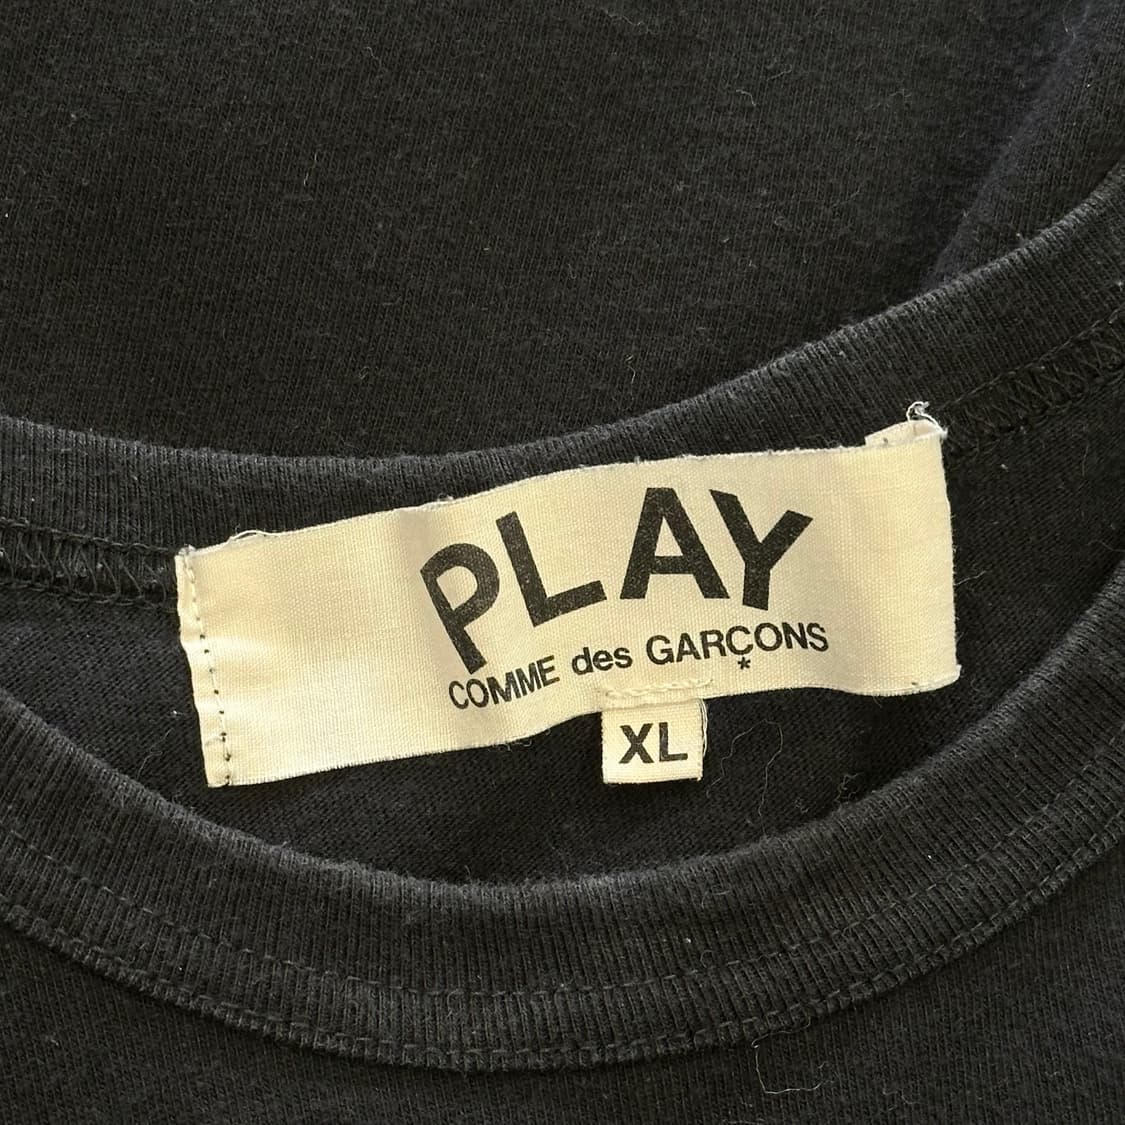 PLAY
COMME des GARÇONS
*
XL